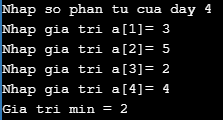 Nhap so phan tu cua day 4
Nhap gia tri a[1]= 3
Nhap gia tri a[2]= 5
Nhap gia tri a[3]= 2
Nhap gia tri a[4]= 4
Gia tri min = 2